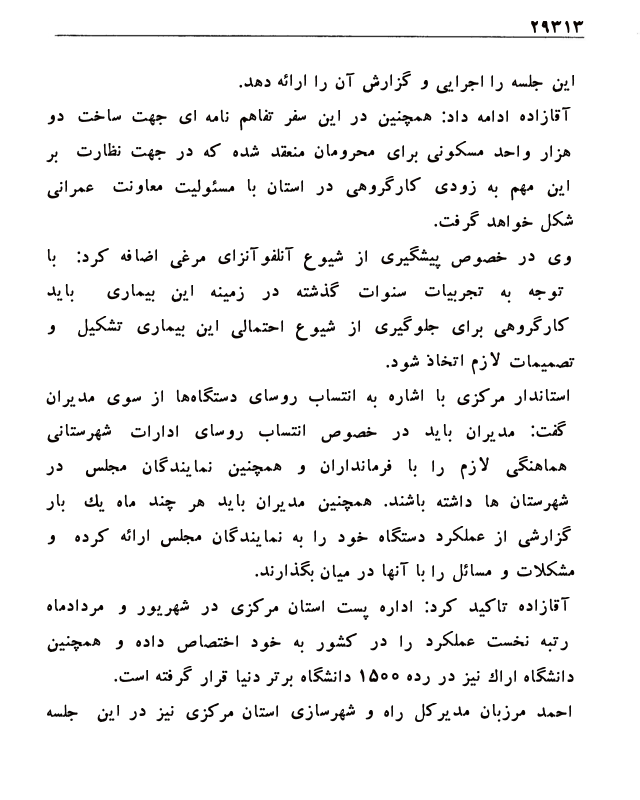 ۲۹۳۱۳
این جلسه را اجرایی و گزارش آن را ارائه دهد.
آقازاده ادامه داد: همچنین در این سفر تفاهم نامه ای جهت ساخت دو
هزار واحد مسکونی برای محرومان منعقد شده که در جهت نظارت بر
این مهم به زودی کارگروهی در استان با مسئولیت معاونت عمرانی
شکل خواهد گرفت.
وی در خصوص پیشگیری از شیوع آنلفوآنزای مرغی اضافه کرد: با
توجه به تجربیات سنوات گذشته در زمینه این بیماری باید
کارگروهی برای جلوگیری از شیوع احتمالی این بیماری تشکیل و
تصمیمات لازم اتخاذ شود.
استاندار مرکزی با اشاره به انتساب روسای دستگاه‌ها از سوی مدیران
گفت: مدیران باید در خصوص انتساب روسای ادارات شهرستانی
هماهنگی لازم را با فرمانداران و همچنین نمایندگان مجلس در
شهرستان ها داشته باشند. همچنین مدیران باید هر چند ماه یك بار
گزارشی از عملکرد دستگاه خود را به نمایندگان مجلس ارائه کرده و
مشکلات و مسائل را با آنها در میان بگذارند.
آقازاده تاکید کرد: اداره پست استان مرکزی در شهریور و مردادماه
رتبه نخست عملکرد را در کشور به خود اختصاص داده و همچنین
دانشگاه اراك نیز در رده ۱۵۰۰ دانشگاه برتر دنیا قرار گرفته است.
احمد مرزبان مدیرکل راه و شهرسازی استان مرکزی نیز در این جلسه